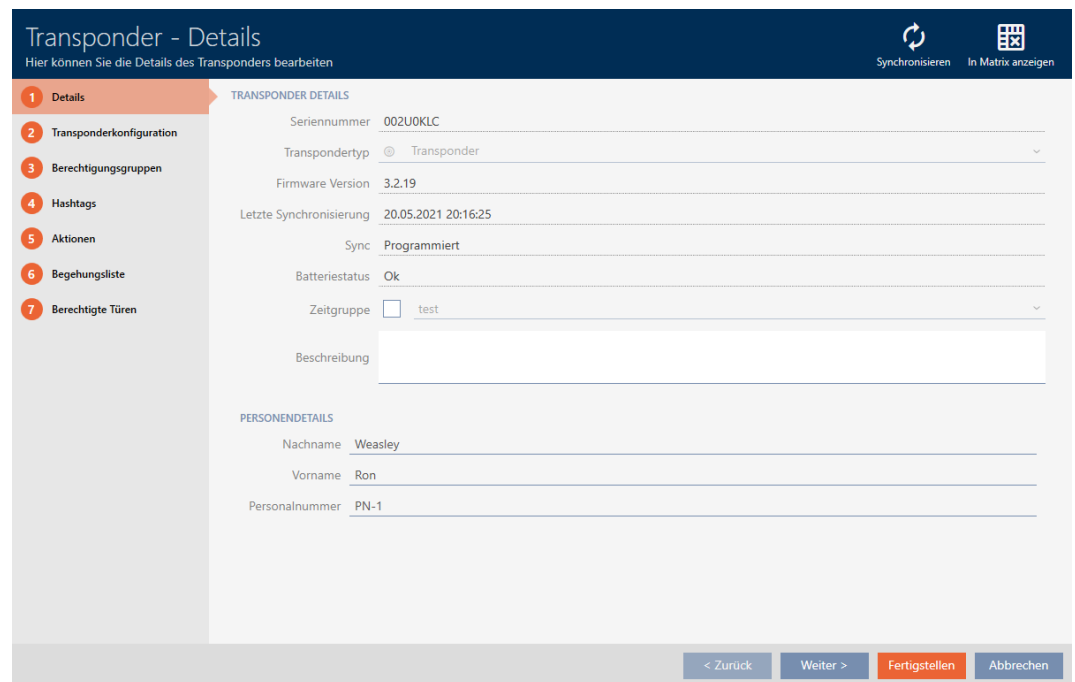 Transponder - Details
Hier können Sie die Details des Transponders bearbeiten
Synchronisieren
In Matrix anzeigen
1 Details
2 Transponderkonfiguration
3 Berechtigungsgruppen
4 Hashtags
5 Aktionen
6 Begehungsliste
7 Berechtigte Türen
TRANSPONDER DETAILS
Seriennummer 002U0KLC
Transpondertyp Transponder
Firmware Version 3.2.19
Letzte Synchronisierung 20.05.2021 20:16:25
Sync Programmiert
Batteriestatus Ok
Zeitgruppe test
Beschreibung
PERSONENDETAILS
Nachname Weasley
Vorname Ron
Personalnummer PN-1
< Zurück
Weiter >
Fertigstellen
Abbrechen